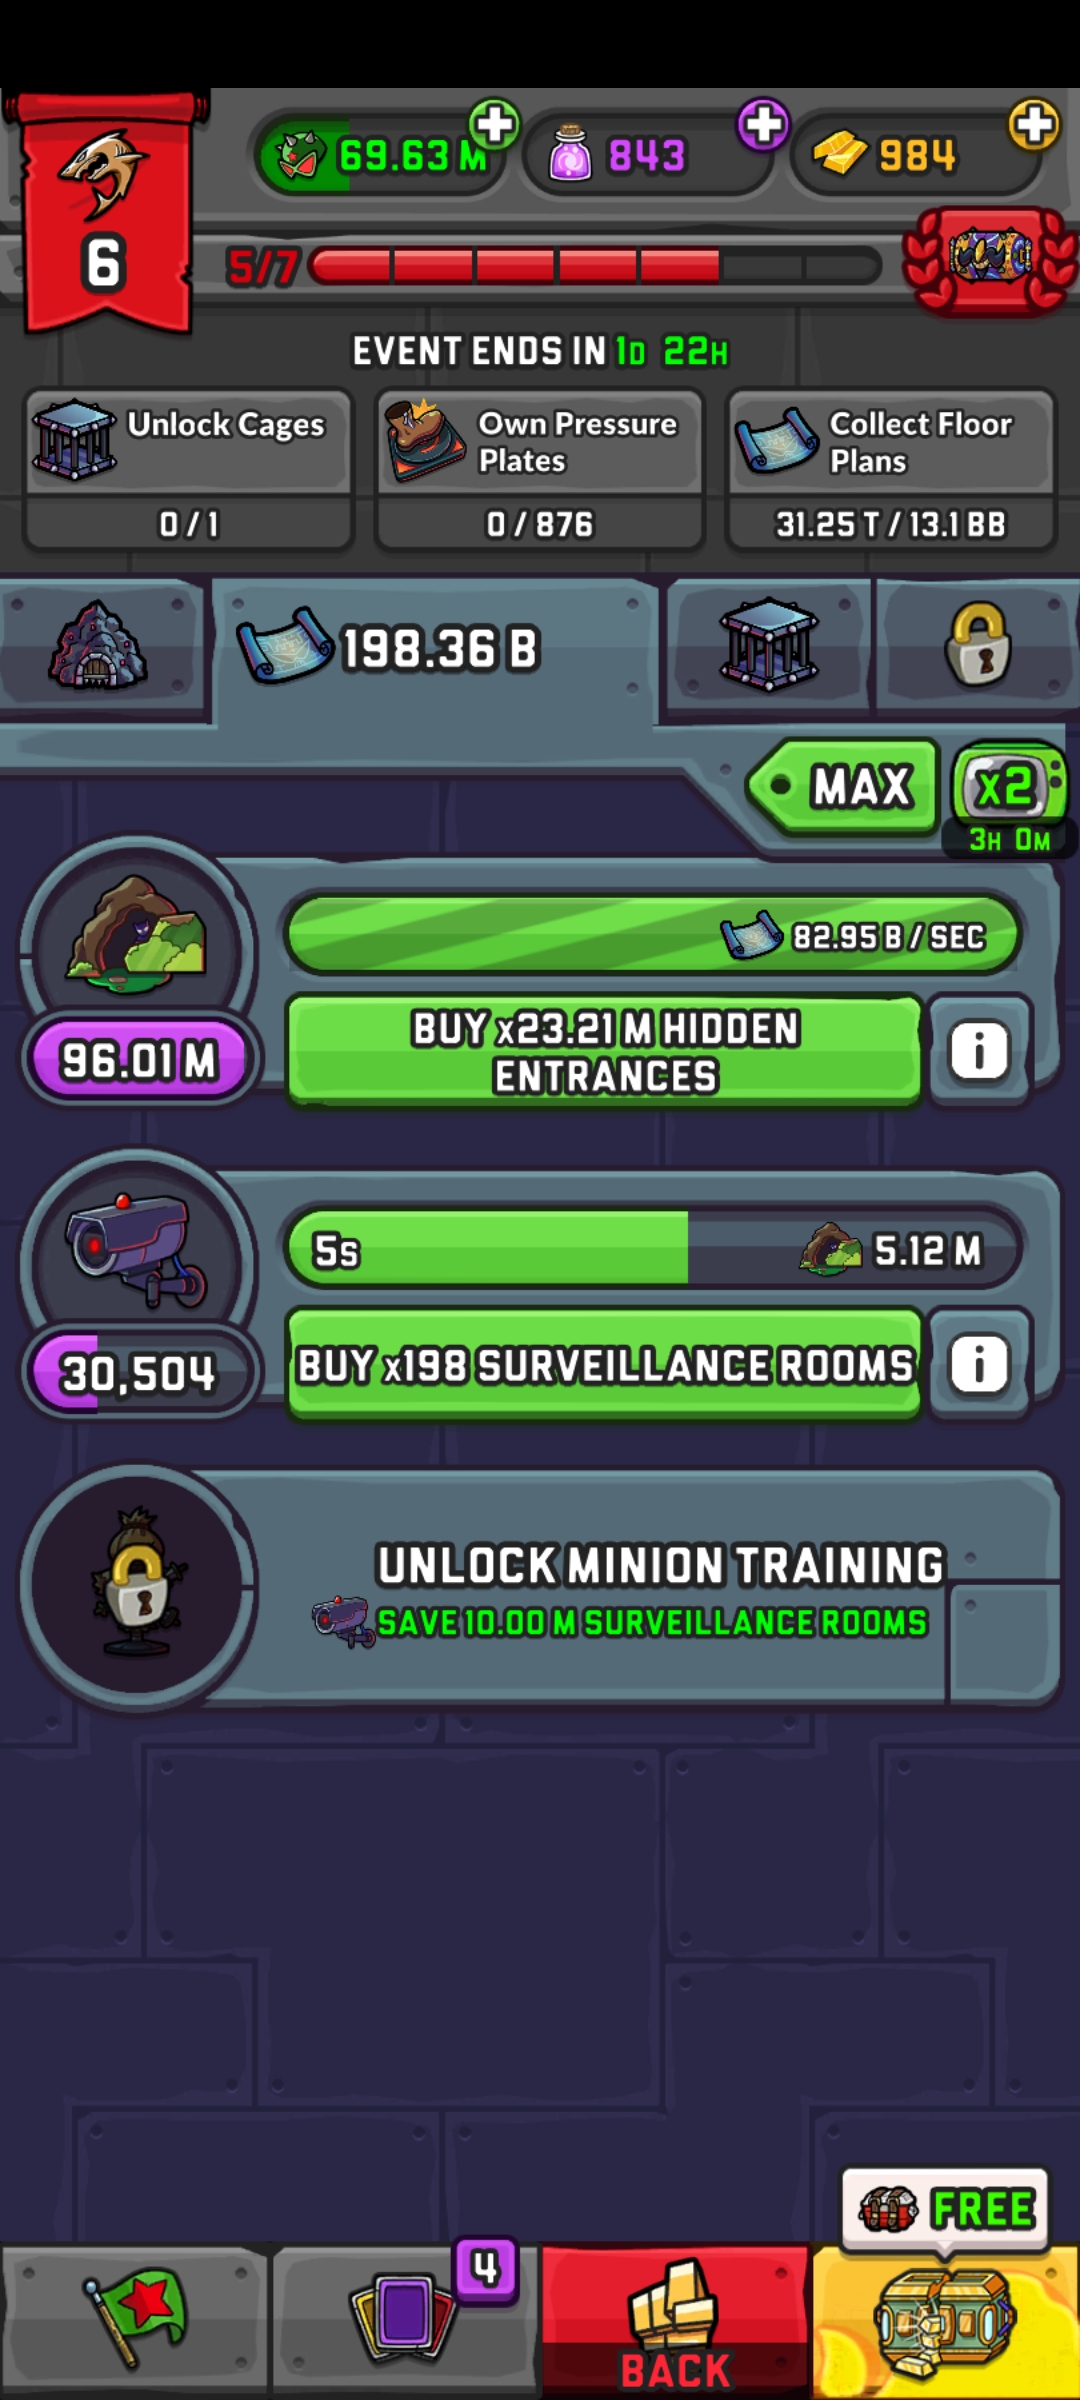 69.63 M
843
984
6
5/7
EVENT ENDS IN 1D 22H
Unlock Cages
0 / 1
Own Pressure
Plates
0 / 876
Collect Floor
Plans
31.25 T / 13.1 BB
198.36 B
MAX
x2
3H 0M
82.95 B / SEC
96.01 M
BUY x23.21 M HIDDEN
ENTRANCES
i
5s
5.12 M
30,504
BUY x198 SURVEILLANCE ROOMS
i
UNLOCK MINION TRAINING
SAVE 10.00 M SURVEILLANCE ROOMS
FREE
4
BACK